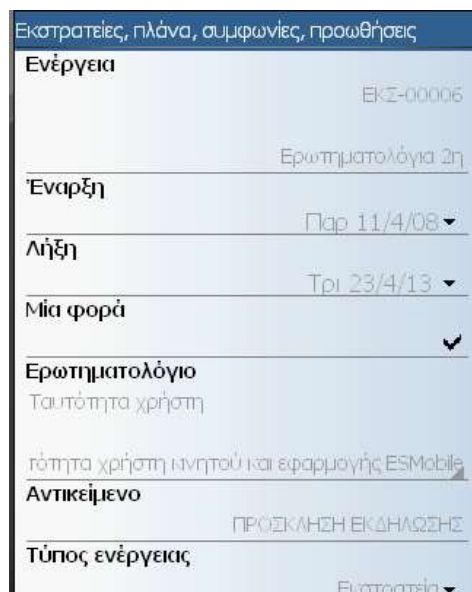 Εκστρατείες, πλάνα, συμφωνίες, προωθήσεις
Ενέργεια
ΕΚΣ-00006
Ερωτηματολόγια 2η
Έναρξη
Παρ 11/4/08
Λήξη
Τρι 23/4/13
Μία φορά
Ερωτηματολόγιο
Ταυτότητα χρήστη
τότητα χρήστη κινητού και εφαρμογής ESMobile
Αντικείμενο
ΠΡΟΣΚΛΗΣΗ ΕΚΔΗΛΩΣΗΣ
Τύπος ενέργειας
Εκστρατεία